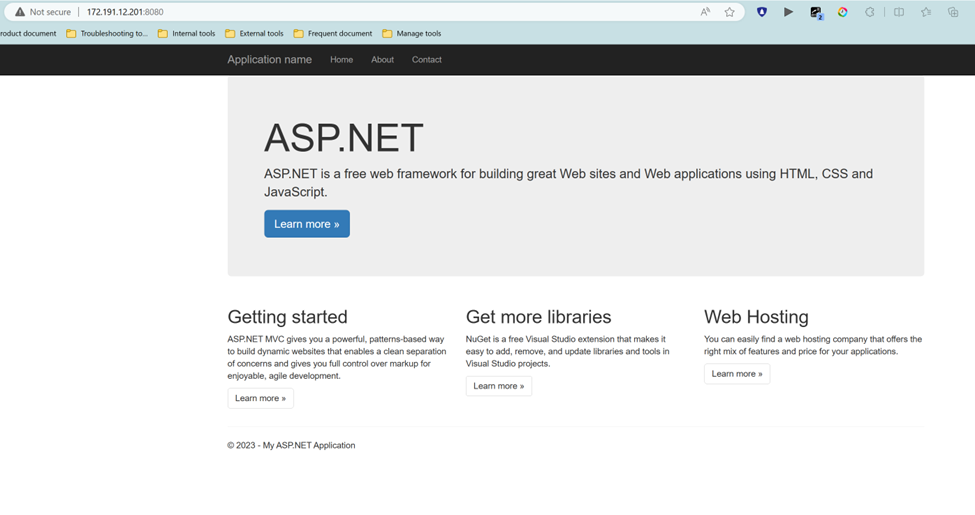 Not secure 172.191.12.201:8080
roduct document Troubleshooting to... Internal tools External tools Frequent document Manage tools
Application name Home About Contact
ASP.NET
ASP.NET is a free web framework for building great Web sites and Web applications using HTML, CSS and
JavaScript.
Learn more »
Getting started
ASP.NET MVC gives you a powerful, patterns-based way
to build dynamic websites that enables a clean separation
of concerns and gives you full control over markup for
enjoyable, agile development.
Learn more »
Get more libraries
NuGet is a free Visual Studio extension that makes it
easy to add, remove, and update libraries and tools in
Visual Studio projects.
Learn more »
Web Hosting
You can easily find a web hosting company that offers the
right mix of features and price for your applications.
Learn more »
© 2023 - My ASP.NET Application